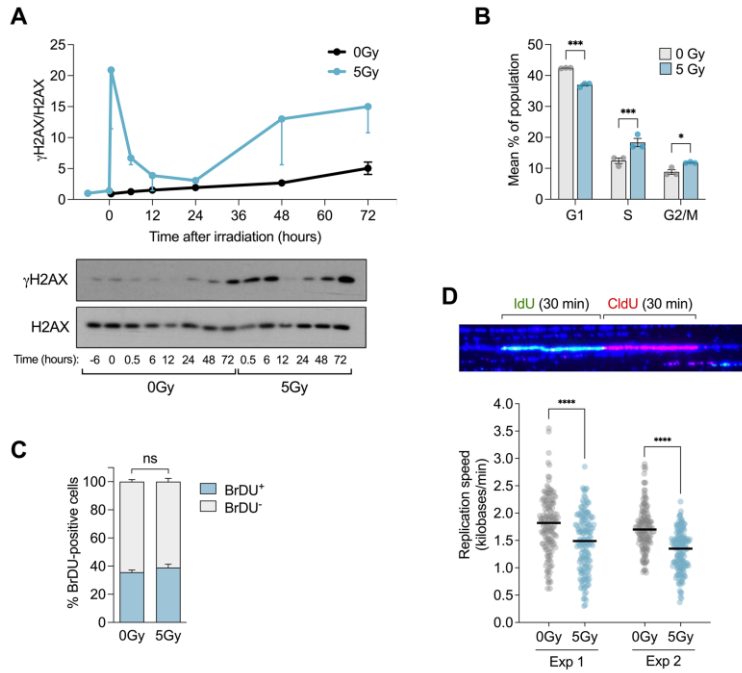 A
γH2AX/H2AX
25
20
15
10
5
0
0Gy
5Gy
0 12 24 36 48 60 72
Time after irradiation (hours)
γH2AX
H2AX
Time (hours): -6 0 0.5 6 12 24 48 72 0.5 6 12 24 48 72
0Gy 5Gy
B
Mean % of population
50
40
30
20
10
0
***
***
*
0 Gy
5 Gy
G1 S G2/M
C
ns
% BrDU-positive cells
100
80
60
40
20
0
BrDU+
BrDU-
0Gy 5Gy
D
IdU (30 min) CldU (30 min)
Replication speed
(kilobases/min)
4.0
3.5
3.0
2.5
2.0
1.5
1.0
0.5
0.0
****
****
0Gy 5Gy 0Gy 5Gy
Exp 1 Exp 2